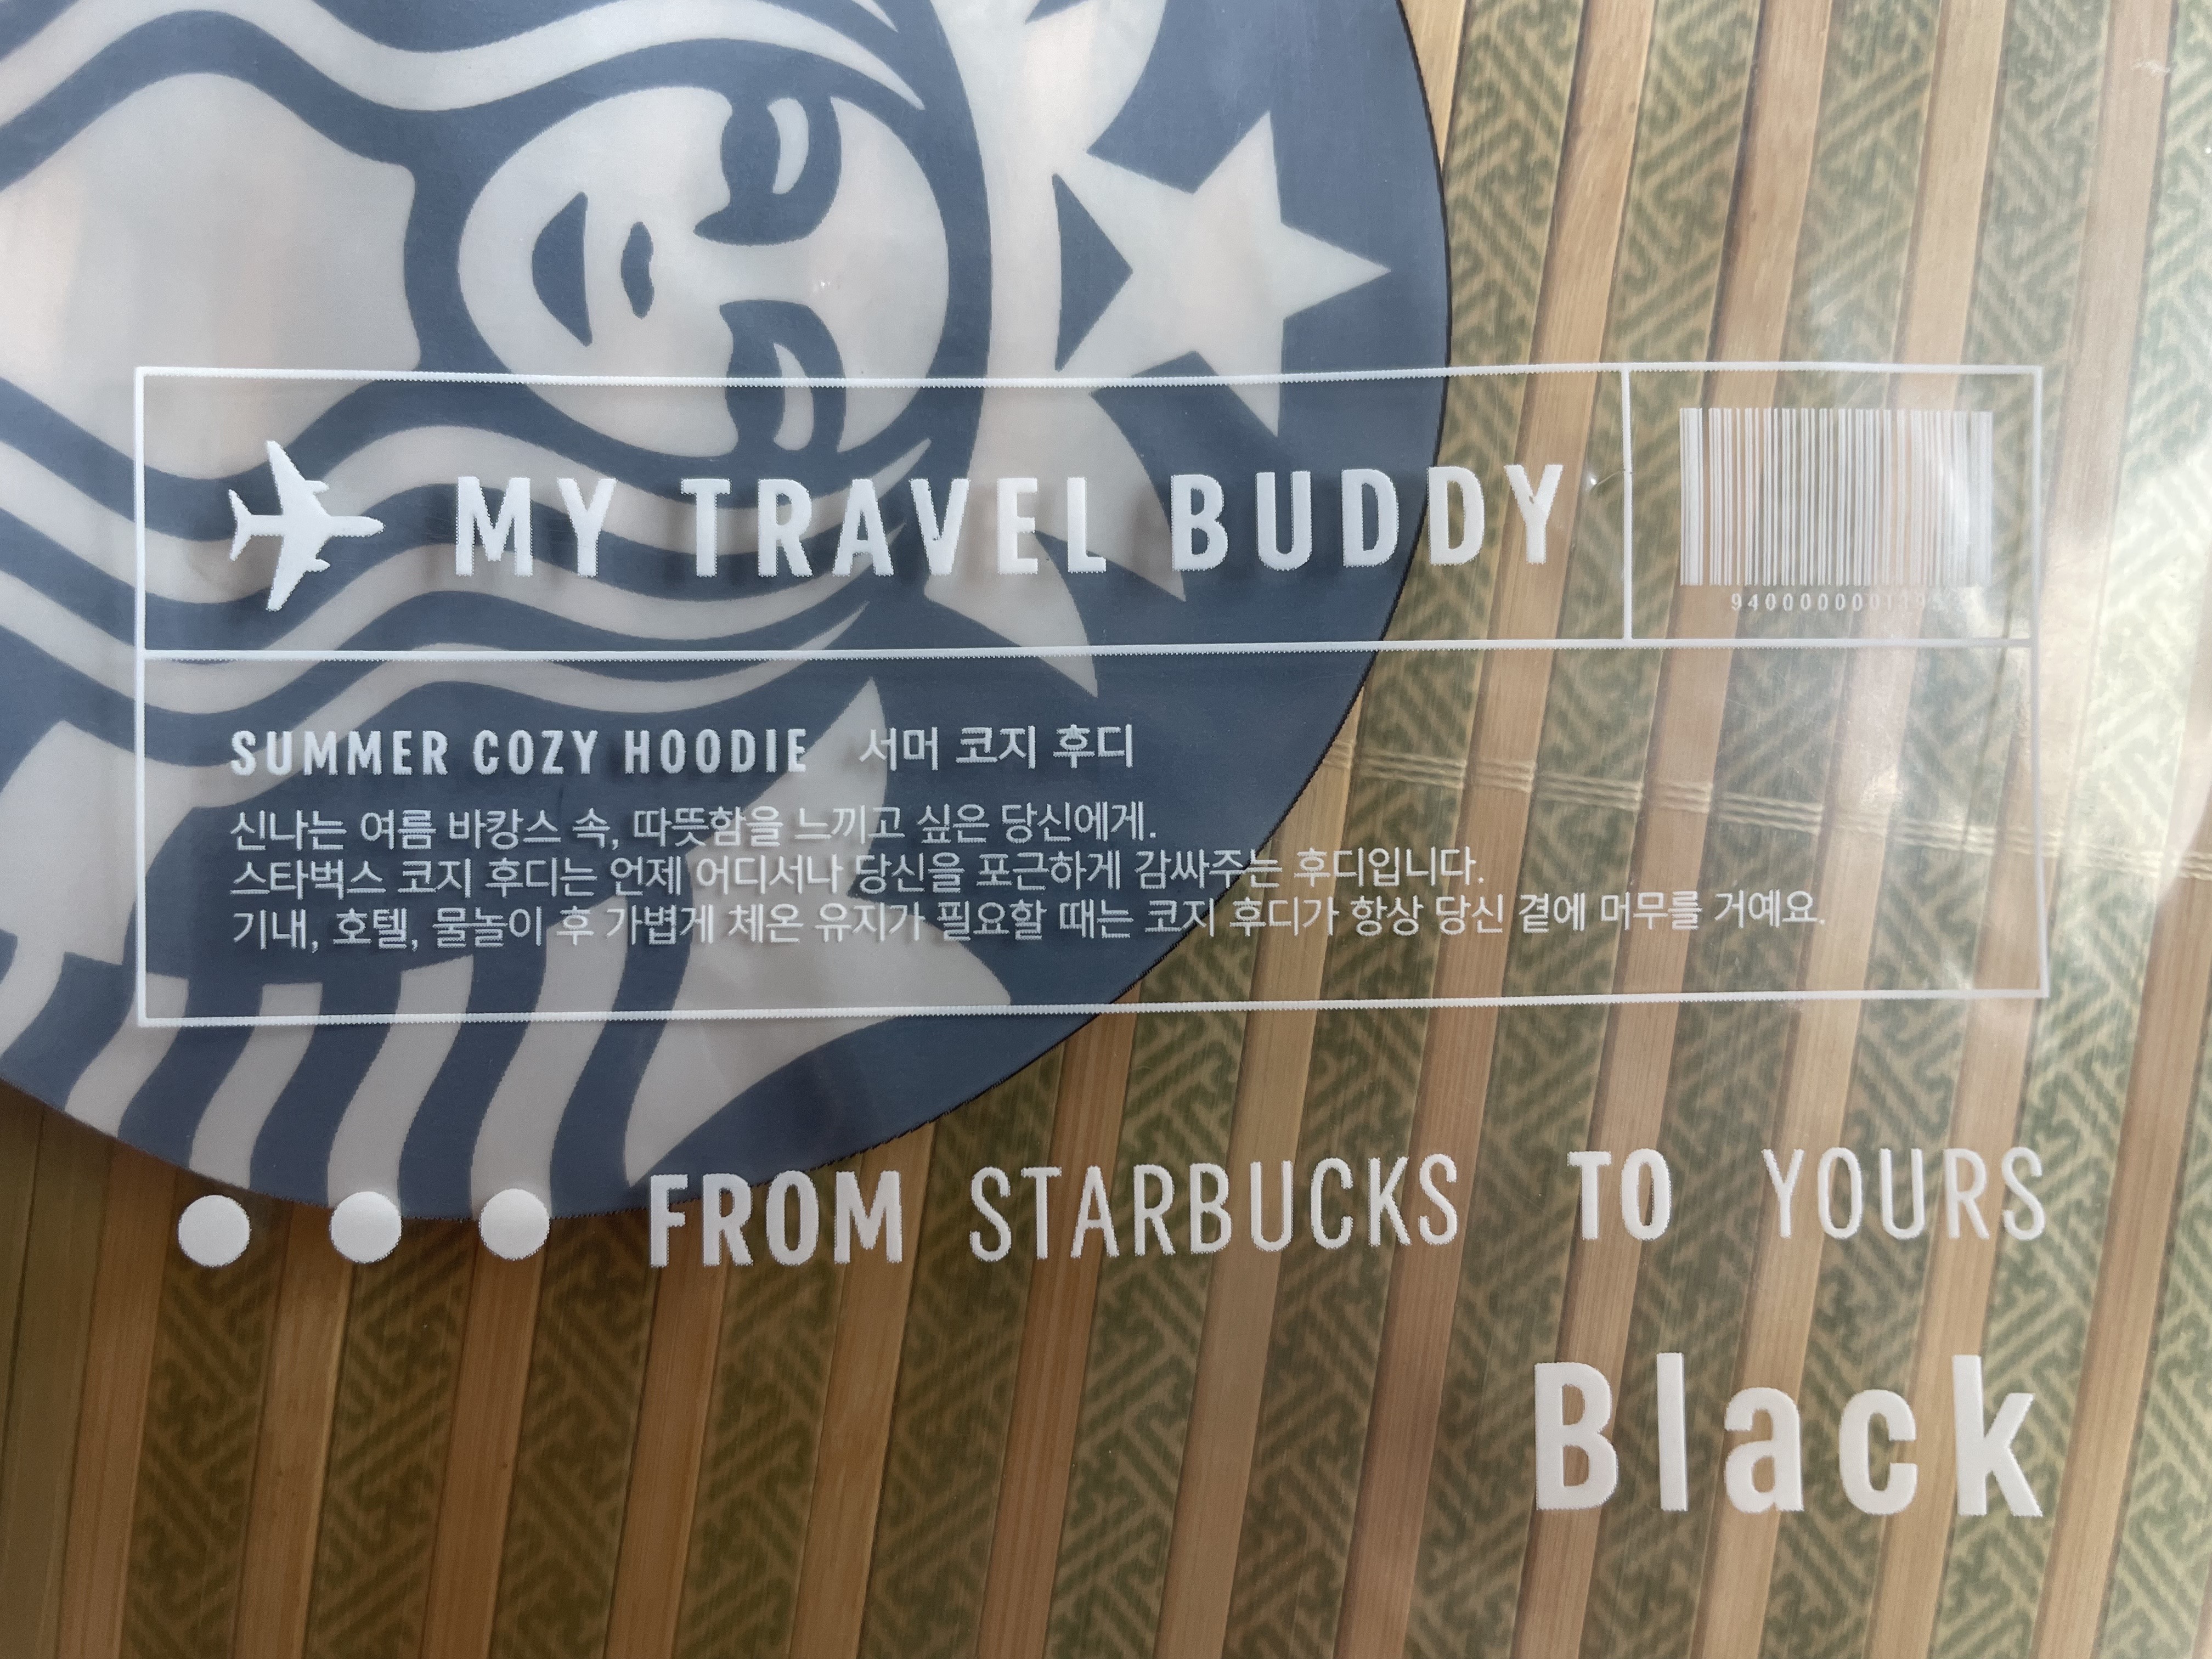 MY TRAVEL BUDDY
SUMMER COZY HOODIE 서머 코지 후디
신나는 여름 바캉스 속, 따뜻함을 느끼고 싶은 당신에게.
스타벅스 코지 후디는 언제 어디서나 당신을 포근하게 감싸주는 후디입니다.
기내, 호텔, 물놀이 후 가볍게 체온 유지가 필요할 때는 코지 후디가 항상 당신 곁에 머무를 거예요.
FROM STARBUCKS TO YOURS
Black